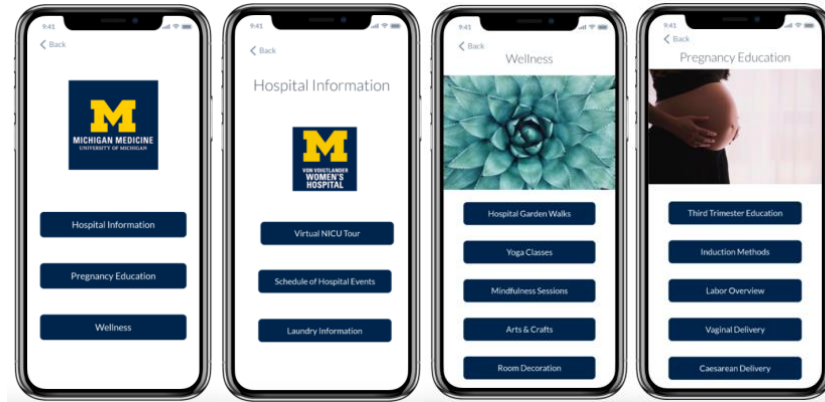 9:41
Back
M
MICHIGAN MEDICINE
UNIVERSITY OF MICHIGAN
Hospital Information
Pregnancy Education
Wellness
9:41
Back
Hospital Information
M
VON VOIGTLANDER
WOMEN'S
HOSPITAL
Virtual NICU Tour
Schedule of Hospital Events
Laundry Information
9:41
Back
Wellness
Hospital Garden Walks
Yoga Classes
Mindfulness Sessions
Arts & Crafts
Room Decoration
9:41
Back
Pregnancy Education
Third Trimester Education
Induction Methods
Labor Overview
Vaginal Delivery
Caesarean Delivery